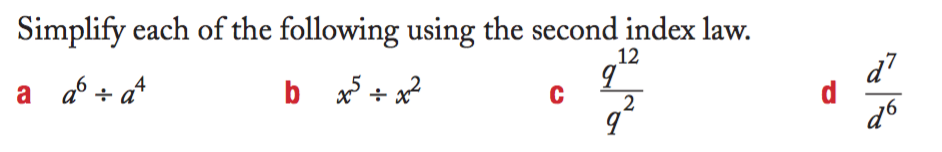 Simplify each of the following using the second index law.
a a⁶ ÷ a⁴ b x⁵ ÷ x² c q¹²/q² d d⁷/d⁶